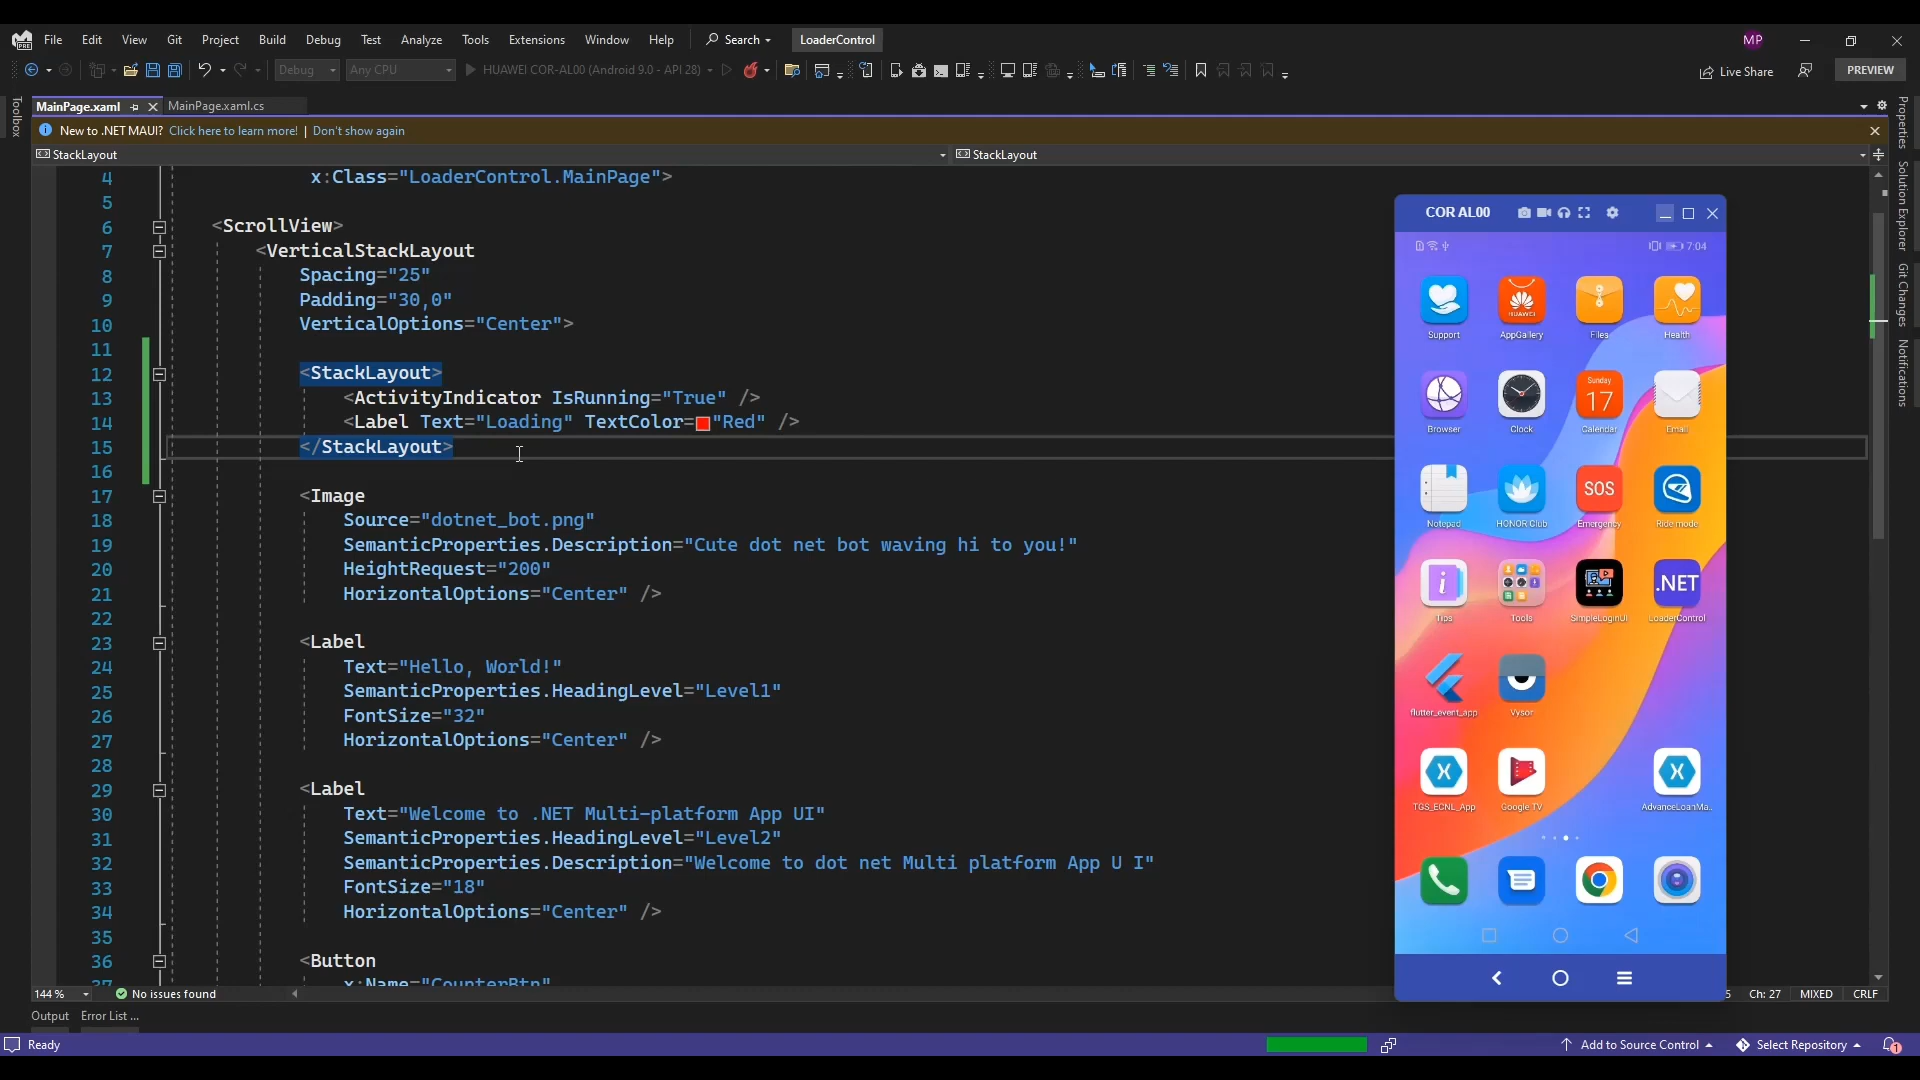 File Edit View Git Project Build Debug Test Analyze Tools Extensions Window Help Search LoaderControl MP
PRE
Debug Any CPU HUAWEI COR-AL00 (Android 9.0 - API 28) Live Share PREVIEW
Toolbox
MainPage.xaml MainPage.xaml.cs
New to .NET MAUI? Click here to learn more! | Don't show again
StackLayout StackLayout
4 x:Class="LoaderControl.MainPage">
5
6 <ScrollView>
7 <VerticalStackLayout
8 Spacing="25"
9 Padding="30,0"
10 VerticalOptions="Center">
11
12 <StackLayout>
13 <ActivityIndicator IsRunning="True" />
14 <Label Text="Loading" TextColor="Red" />
15 </StackLayout>
16
17 <Image
18 Source="dotnet_bot.png"
19 SemanticProperties.Description="Cute dot net bot waving hi to you!"
20 HeightRequest="200"
21 HorizontalOptions="Center" />
22
23 <Label
24 Text="Hello, World!"
25 SemanticProperties.HeadingLevel="Level1"
26 FontSize="32"
27 HorizontalOptions="Center" />
28
29 <Label
30 Text="Welcome to .NET Multi-platform App UI"
31 SemanticProperties.HeadingLevel="Level2"
32 SemanticProperties.Description="Welcome to dot net Multi platform App U I"
33 FontSize="18"
34 HorizontalOptions="Center" />
35
36 <Button
37 x:Name="CounterBtn"
COR AL00
7:04
HUAWEI
Support AppGallery Files Health
Sunday
17
Browser Clock Calendar Email
SOS
Notepad HONOR Club Emergency Ride mode
.NET
Tips Tools SimpleLoginUI LoaderControl
flutter_event_app Vysor
TGS_ECNL_App Google TV AdvanceLoanMa..
Properties
Solution Explorer
Git Changes
Notifications
144 % No issues found 5 Ch: 27 MIXED CRLF
Output Error List ...
Ready Add to Source Control Select Repository 1